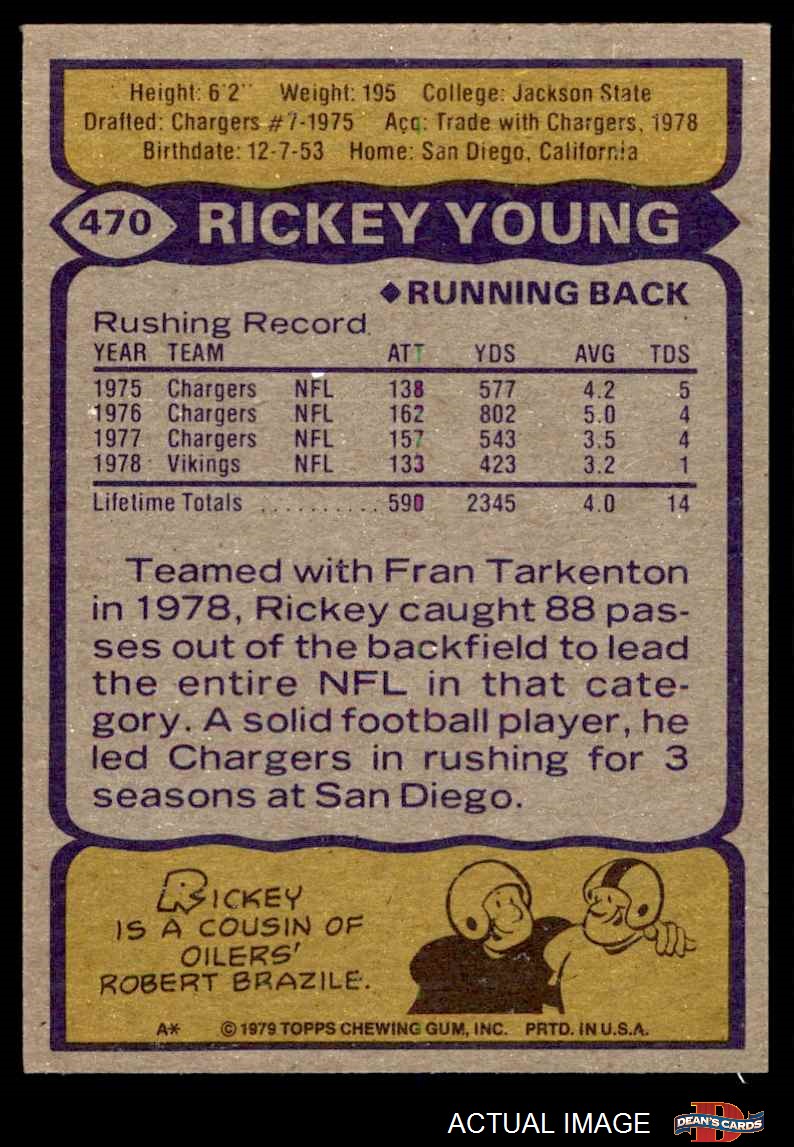 Height: 6'2" Weight: 195 College: Jackson State
Drafted: Chargers #7-1975 Acq: Trade with Chargers, 1978
Birthdate: 12-7-53 Home: San Diego, California
470 RICKEY YOUNG
◆RUNNING BACK
Rushing Record
YEAR TEAM ATT YDS AVG TDS
1975 Chargers NFL 138 577 4.2 5
1976 Chargers NFL 162 802 5.0 4
1977 Chargers NFL 157 543 3.5 4
1978 Vikings NFL 133 423 3.2 1
Lifetime Totals .......... 590 2345 4.0 14
Teamed with Fran Tarkenton
in 1978, Rickey caught 88 pas-
ses out of the backfield to lead
the entire NFL in that cate-
gory. A solid football player, he
led Chargers in rushing for 3
seasons at San Diego.
RICKEY
IS A COUSIN OF
OILERS'
ROBERT BRAZILE.
A* © 1979 TOPPS CHEWING GUM, INC. PRTD. IN U.S.A.
ACTUAL IMAGE D DEAN'S CARDS